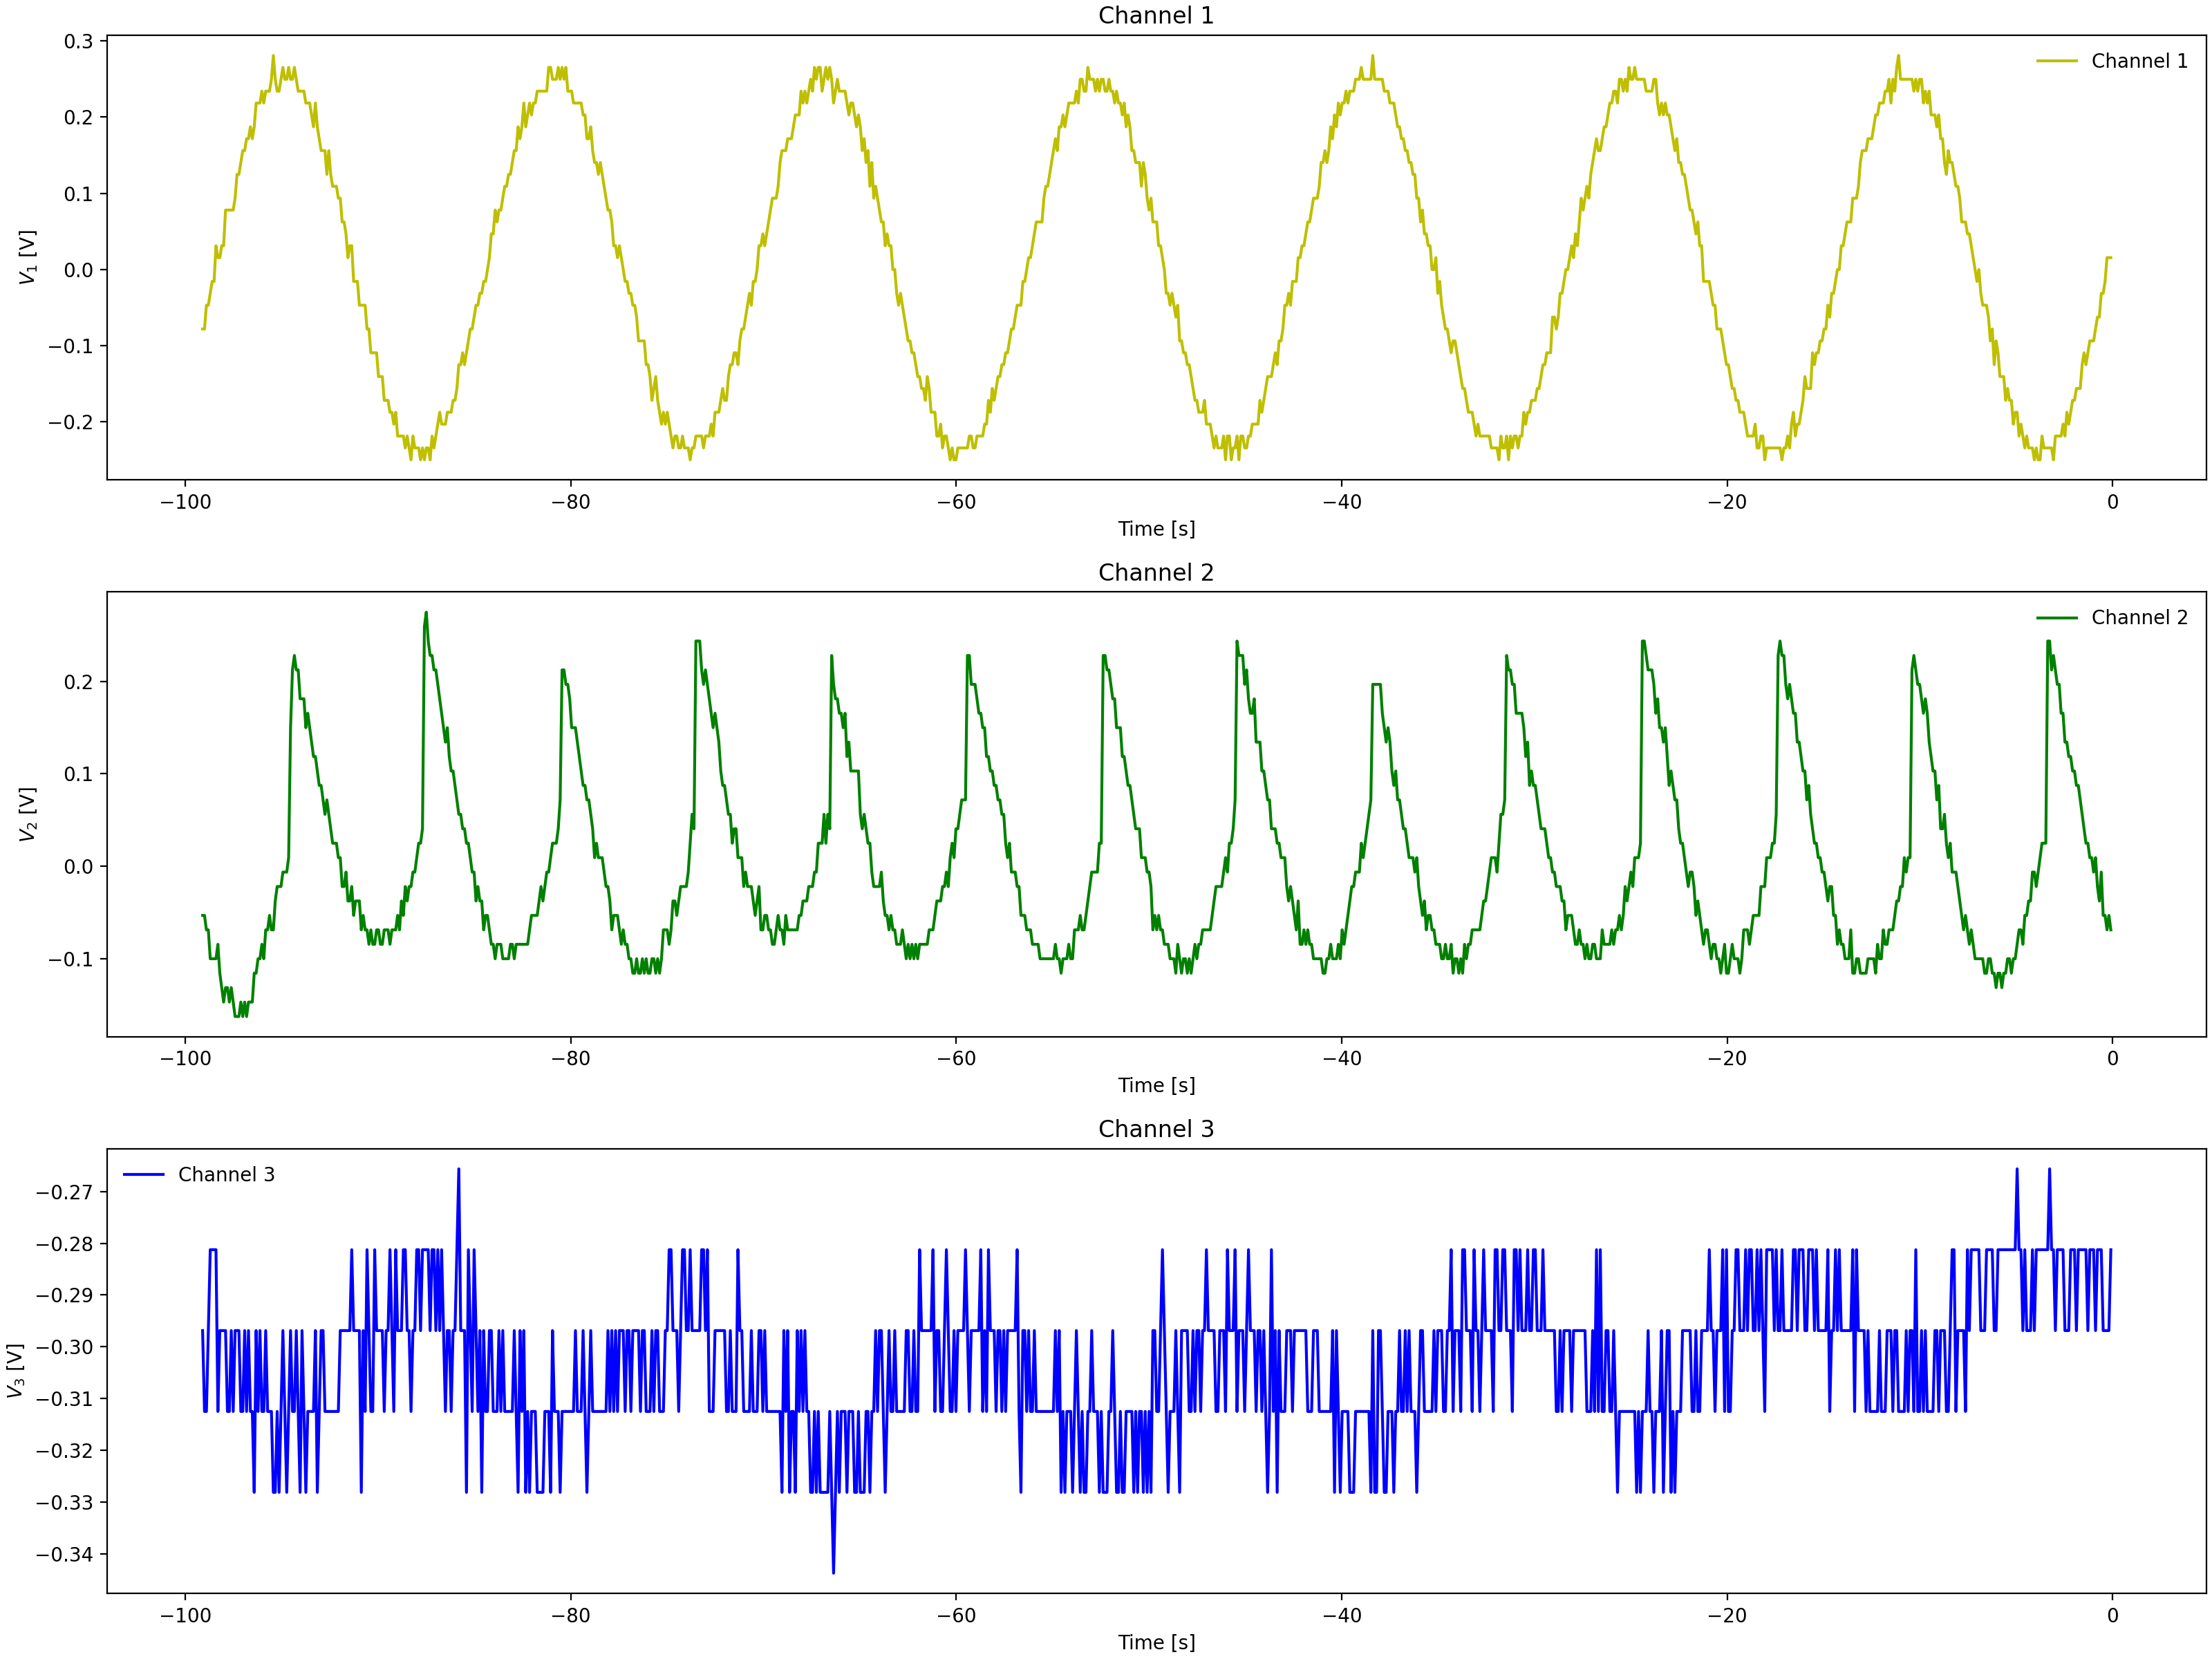 Channel 1
Channel 1
0.3
0.2
0.1
0.0
−0.1
−0.2
V1 [V]
−100 −80 −60 −40 −20 0
Time [s]
Channel 2
Channel 2
0.2
0.1
0.0
−0.1
V2 [V]
−100 −80 −60 −40 −20 0
Time [s]
Channel 3
Channel 3
−0.27
−0.28
−0.29
−0.30
−0.31
−0.32
−0.33
−0.34
V3 [V]
−100 −80 −60 −40 −20 0
Time [s]